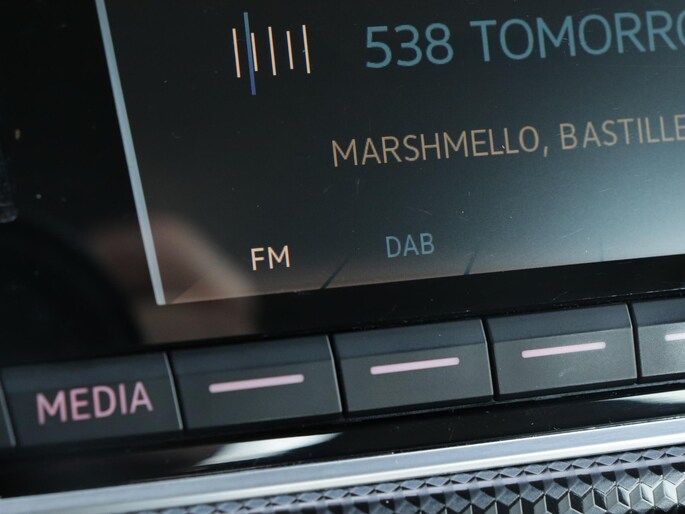 538 TOMORRO
MARSHMELLO, BASTILLE
FM DAB
MEDIA